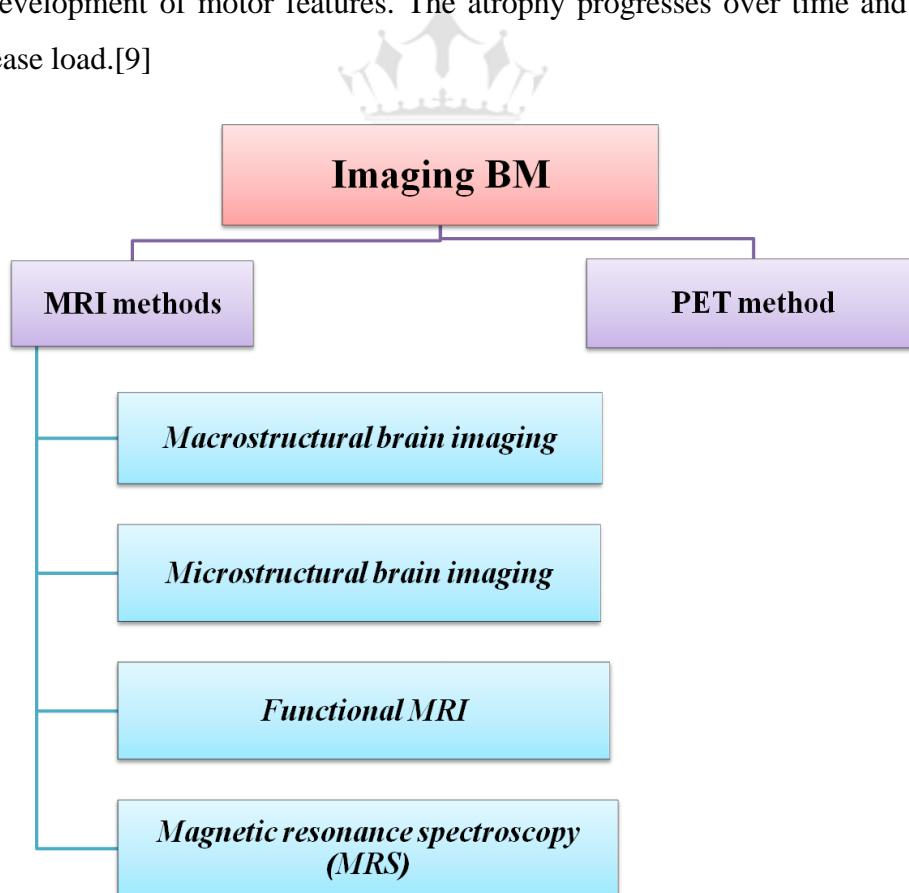 development of motor features. The atrophy progresses over time and
ease load.[9]
Imaging BM
MRI methods
PET method
Macrostructural brain imaging
Microstructural brain imaging
Functional MRI
Magnetic resonance spectroscopy
(MRS)